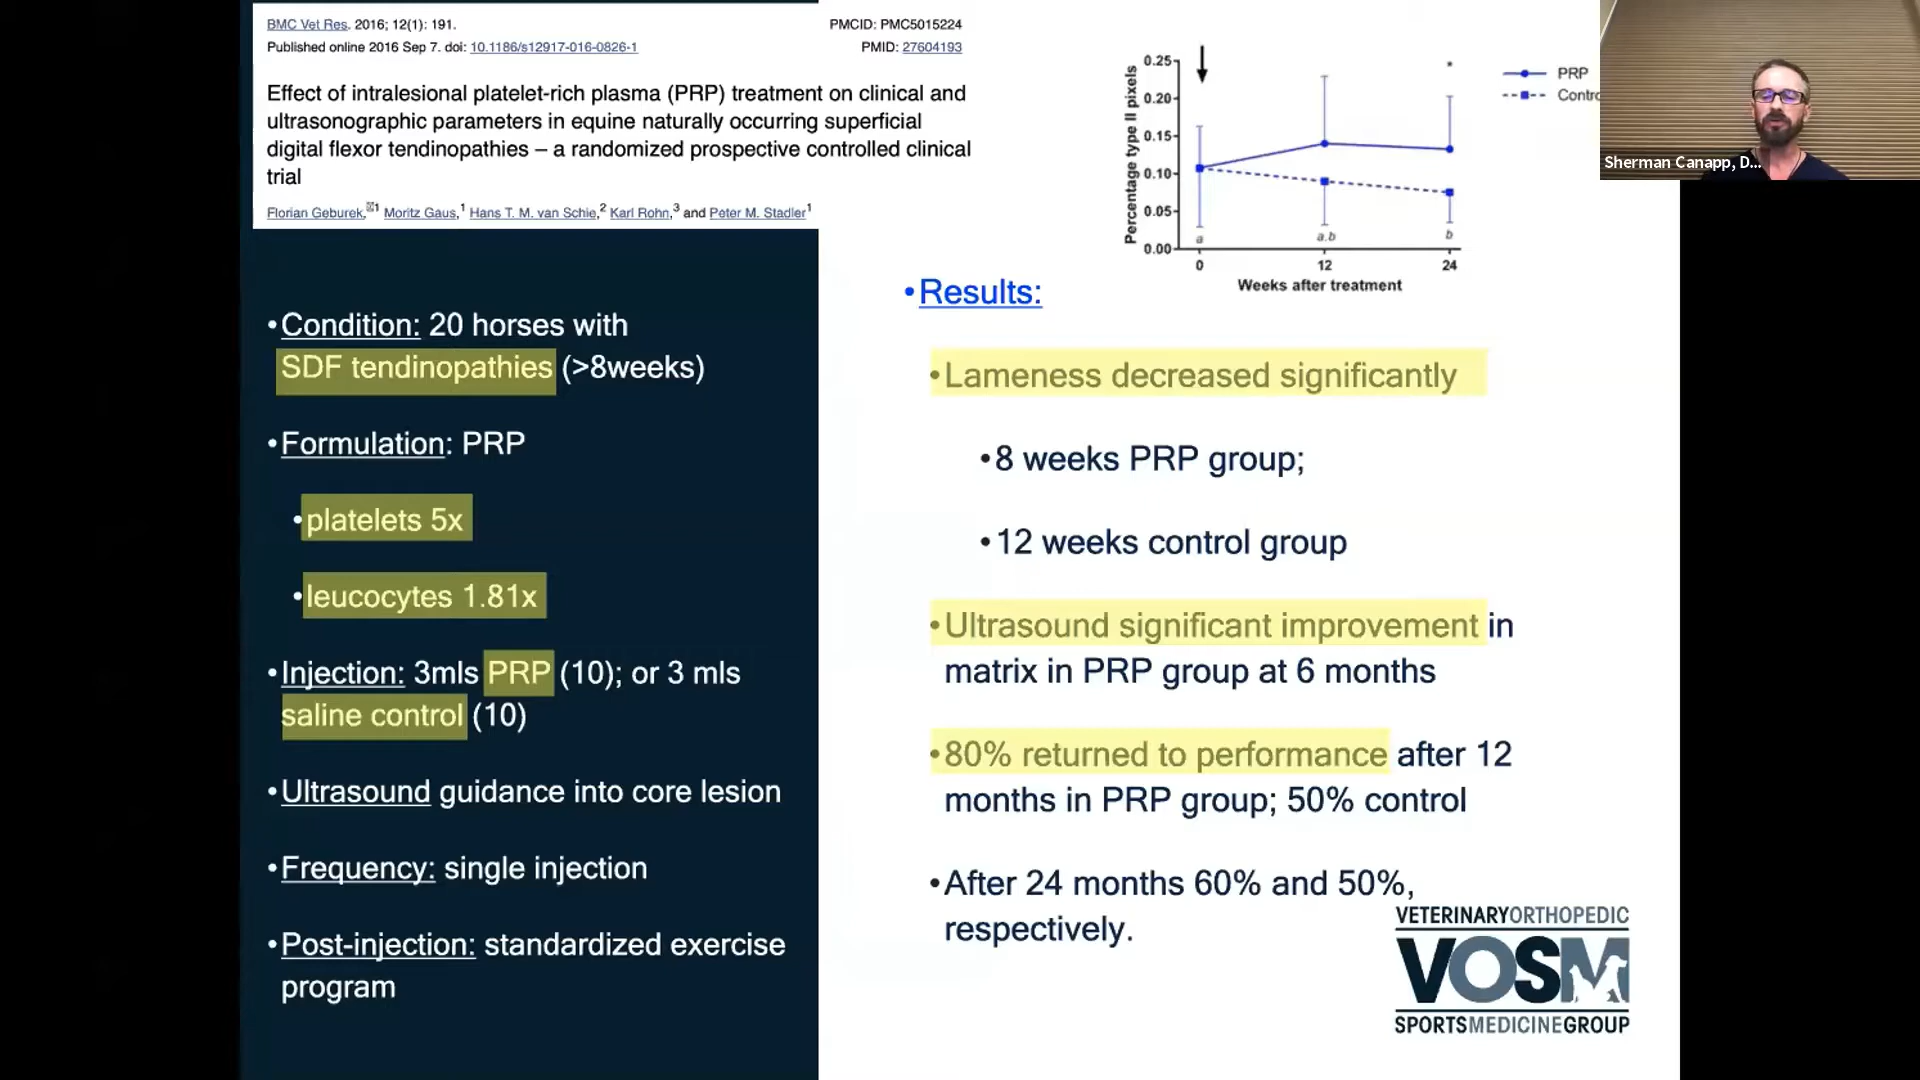 BMC Vet Res. 2016; 12(1): 191.
PMCID: PMC5015224
Published online 2016 Sep 7. doi: 10.1186/s12917-016-0826-1
PMID: 27604193
Effect of intralesional platelet-rich plasma (PRP) treatment on clinical and
ultrasonographic parameters in equine naturally occurring superficial
digital flexor tendinopathies – a randomized prospective controlled clinical
trial
Florian Geburek,1 Moritz Gaus,1 Hans T. M. van Schie,2 Karl Rohn,3 and Peter M. Stadler1
•Condition: 20 horses with
SDF tendinopathies (>8weeks)
•Formulation: PRP
•platelets 5x
•leucocytes 1.81x
•Injection: 3mls PRP (10); or 3 mls
saline control (10)
•Ultrasound guidance into core lesion
•Frequency: single injection
•Post-injection: standardized exercise
program
Percentage type II pixels
0.25
0.20
0.15
0.10
0.05
0.00
*
a
a,b
b
0 12 24
Weeks after treatment
PRP
Contro
Sherman Canapp, D...
•Results:
•Lameness decreased significantly
•8 weeks PRP group;
•12 weeks control group
•Ultrasound significant improvement in
matrix in PRP group at 6 months
•80% returned to performance after 12
months in PRP group; 50% control
•After 24 months 60% and 50%,
respectively.
VETERINARYORTHOPEDIC
VOSM
SPORTSMEDICINEGROUP